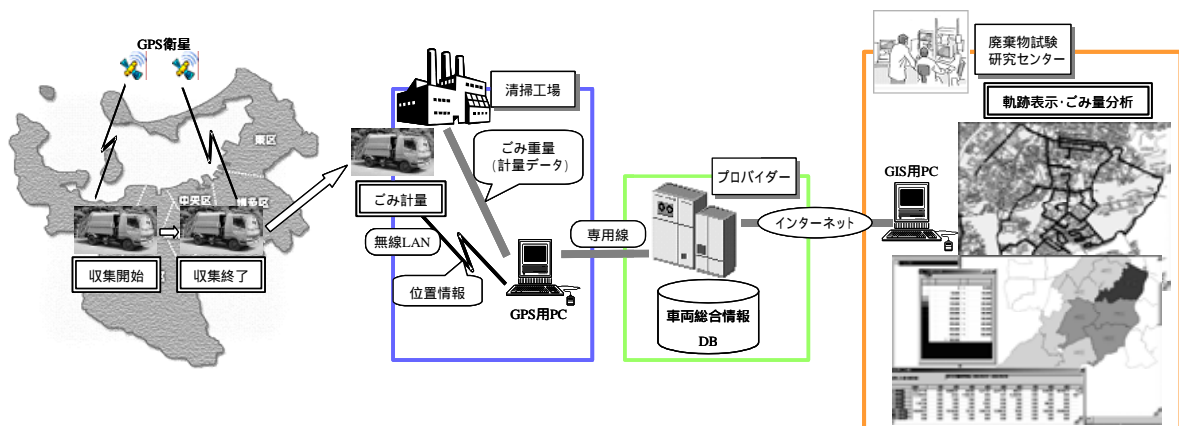 GPS衛星
東区
中央区
博多区
収集開始
収集終了
清掃工場
ごみ重量
(計量データ)
ごみ計量
無線LAN
位置情報
GPS用PC
専用線
プロバイダー
車両総合情報
DB
インターネット
廃棄物試験
研究センター
軌跡表示・ごみ量分析
GIS用PC